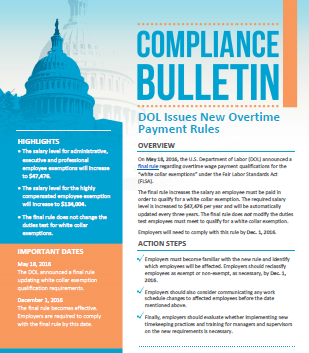 COMPLIANCE
BULLETIN
DOL Issues New Overtime
Payment Rules
HIGHLIGHTS
• The salary level for administrative,
executive and professional
employee exemptions will increase
to $47,476.
• The salary level for the highly
compensated employee exemption
will increase to $134,004.
• The final rule does not change the
duties test for white collar
exemptions.
IMPORTANT DATES
May 18, 2016
The DOL announced a final rule
updating white collar exemption
qualification requirements.
December 1, 2016
The final rule becomes effective.
Employers are required to comply
with the final rule by this date.
OVERVIEW
On May 18, 2016, the U.S. Department of Labor (DOL) announced a
final rule regarding overtime wage payment qualifications for the
"white collar exemptions" under the Fair Labor Standards Act
(FLSA).
The final rule increases the salary an employee must be paid in
order to qualify for a white collar exemption. The required salary
level is increased to $47,476 per year and will be automatically
updated every three years. The final rule does not modify the duties
test employees must meet to qualify for a white collar exemption.
Employers will need to comply with this rule by Dec. 1, 2016.
ACTION STEPS
✓ Employers must become familiar with the new rule and identify
which employees will be affected. Employers should reclassify
employees as exempt or non-exempt, as necessary, by Dec. 1,
2016.
✓ Employers should also consider communicating any work
schedule changes to affected employees before the date
mentioned above.
✓ Finally, employers should evaluate whether implementing new
timekeeping practices and training for managers and supervisors
on the new requirements is necessary.